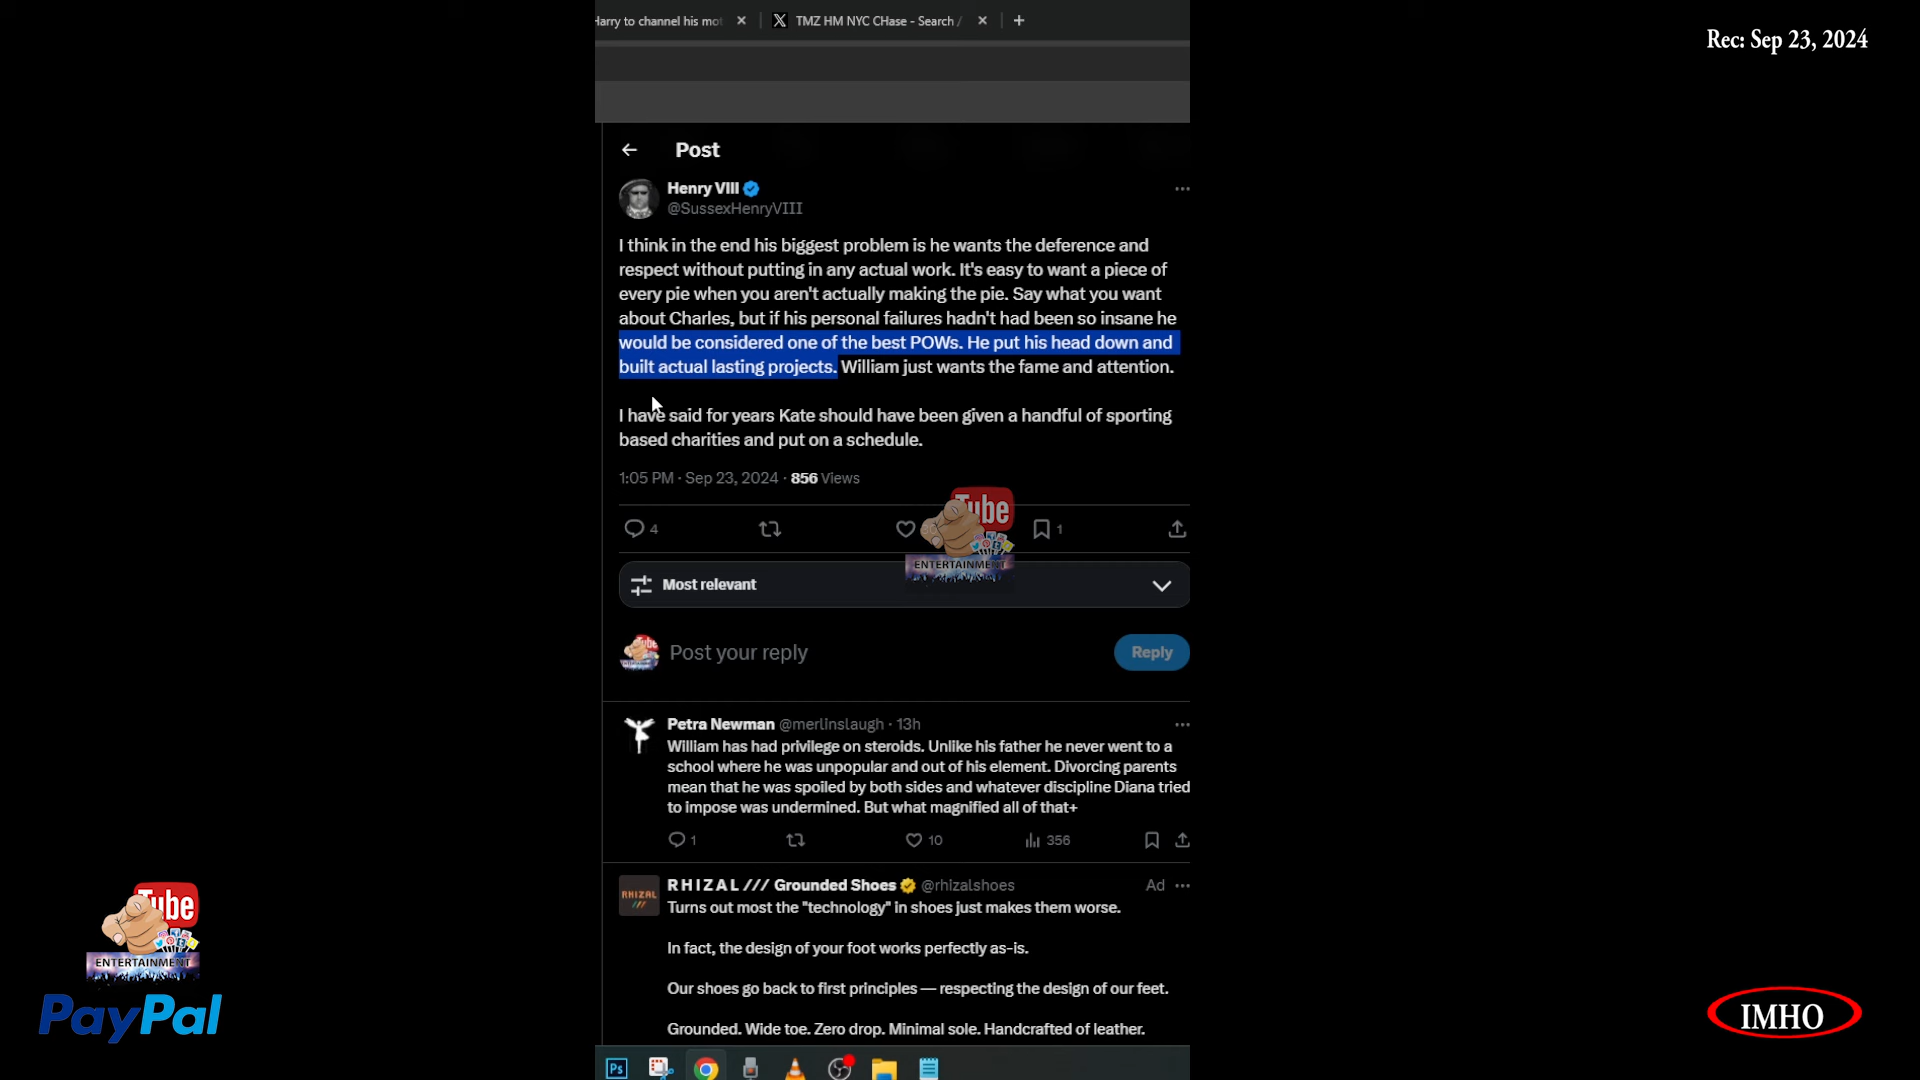 Harry to channel his mot
TMZ HM NYC CHase - Search /
Rec: Sep 23, 2024
Post
Henry VIII
@SussexHenryVIII
I think in the end his biggest problem is he wants the deference and
respect without putting in any actual work. It's easy to want a piece of
every pie when you aren't actually making the pie. Say what you want
about Charles, but if his personal failures hadn't had been so insane he
would be considered one of the best POWs. He put his head down and
built actual lasting projects. William just wants the fame and attention.
I have said for years Kate should have been given a handful of sporting
based charities and put on a schedule.
1:05 PM · Sep 23, 2024 · 856 Views
4
1
Tube
ENTERTAINMENT
Most relevant
Post your reply
Reply
Petra Newman @merlinslaugh · 13h
William has had privilege on steroids. Unlike his father he never went to a
school where he was unpopular and out of his element. Divorcing parents
mean that he was spoiled by both sides and whatever discipline Diana tried
to impose was undermined. But what magnified all of that+
1
10
356
RHIZAL /// Grounded Shoes @rhizalshoes
Ad
RHIZAL
///
Turns out most the "technology" in shoes just makes them worse.
In fact, the design of your foot works perfectly as-is.
Our shoes go back to first principles — respecting the design of our feet.
Grounded. Wide toe. Zero drop. Minimal sole. Handcrafted of leather.
Tube
ENTERTAINMENT
PayPal
IMHO
Ps